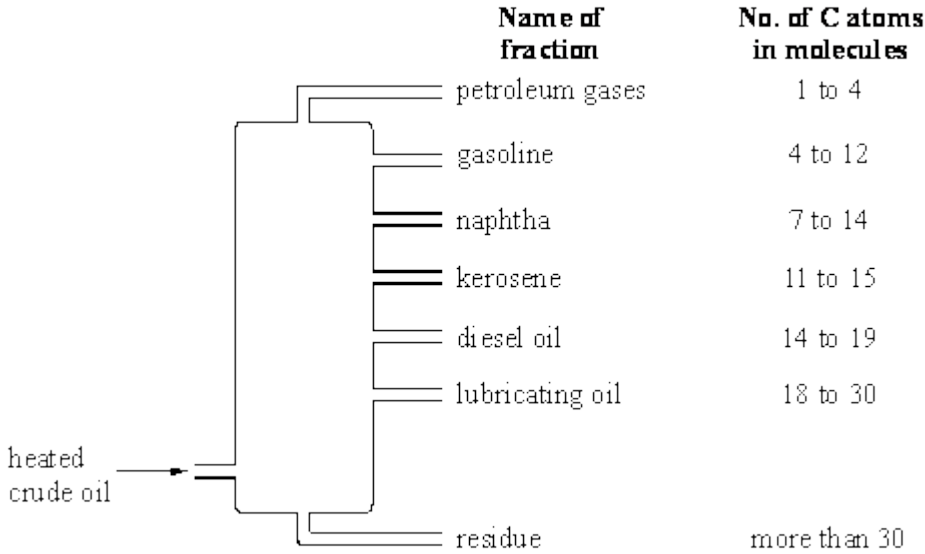 Name of fraction No. of C atoms in molecules
petroleum gases 1 to 4
gasoline 4 to 12
naphtha 7 to 14
kerosene 11 to 15
diesel oil 14 to 19
lubricating oil 18 to 30
heated
crude oil
residue more than 30